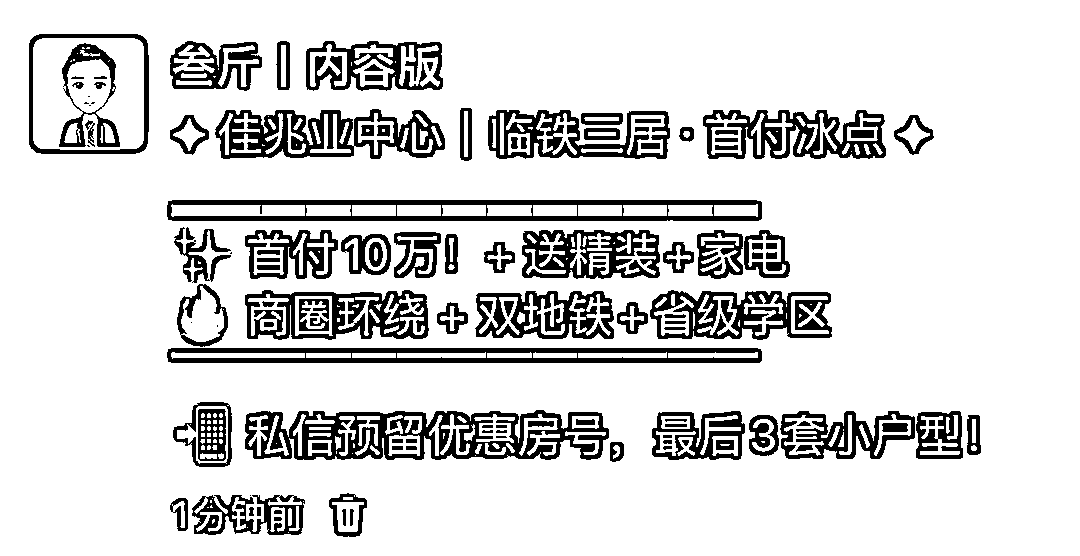 叁斤｜内容版
✧佳兆业中心｜临铁三居·首付冰点✧
✨首付10万！+送精装+家电
🔥商圈环绕+双地铁+省级学区
📲私信预留优惠房号，最后3套小户型！
1分钟前